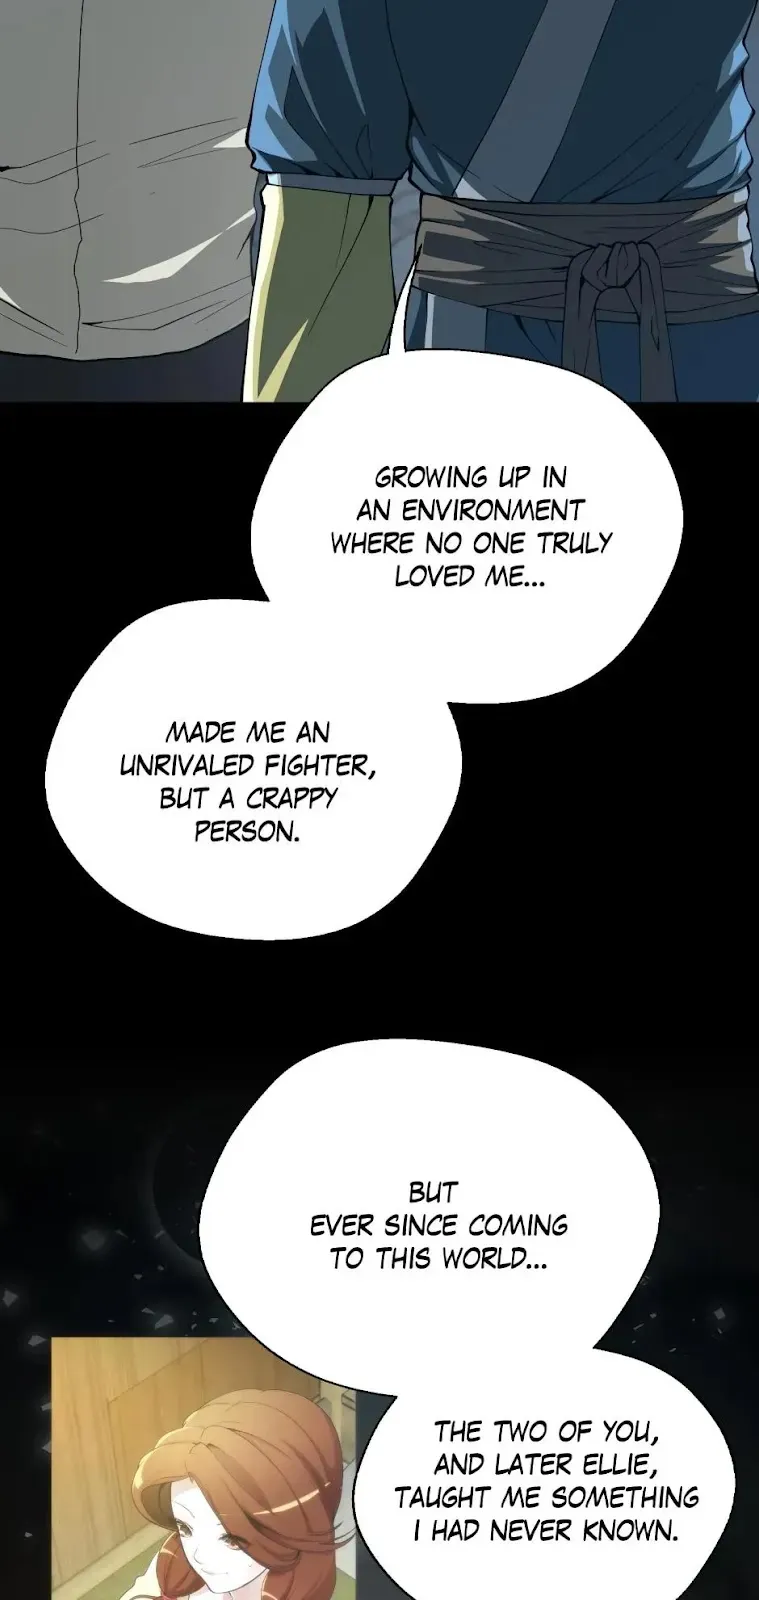 GROWING UP IN
AN ENVIRONMENT
WHERE NO ONE TRULY
LOVED ME...
MADE ME AN
UNRIVALED FIGHTER,
BUT A CRAPPY
PERSON.
BUT
EVER SINCE COMING
TO THIS WORLD...
THE TWO OF YOU,
AND LATER ELLIE,
TAUGHT ME SOMETHING
I HAD NEVER KNOWN.